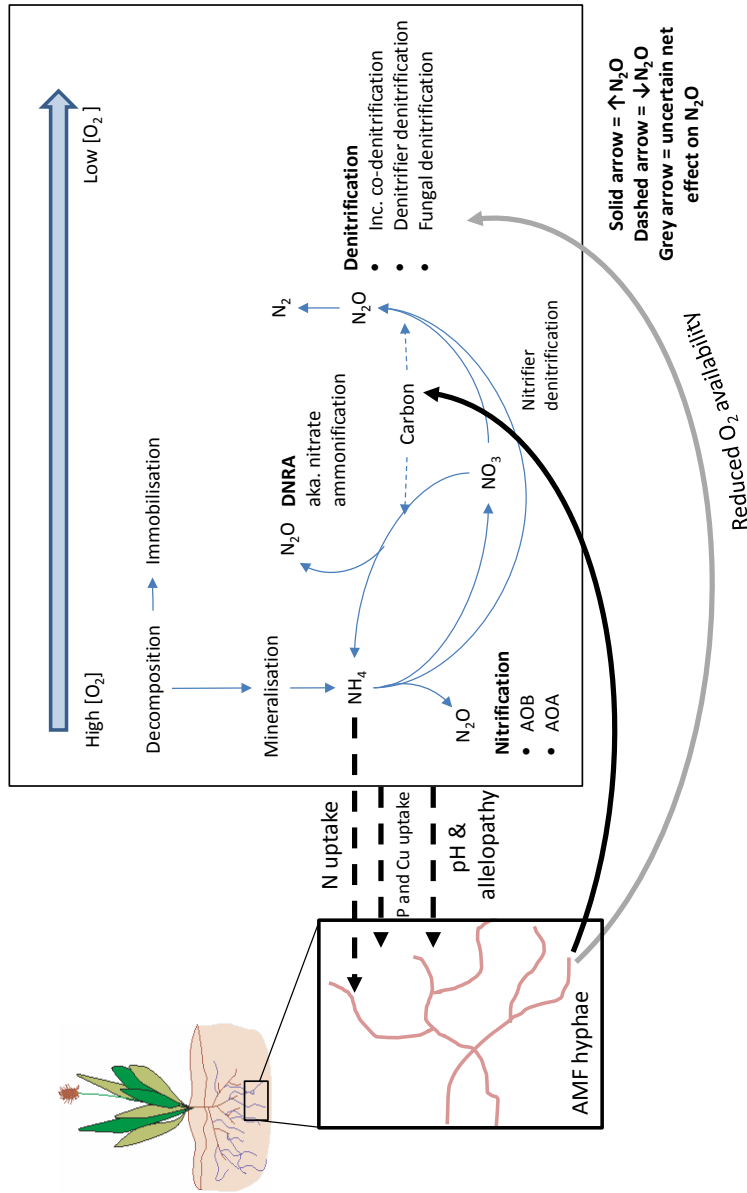 High [O2]
Low [O2 ]
Decomposition
Immobilisation
Mineralisation
NH4
N2O
DNRA
aka. nitrate
ammonification
N2
N2O
Carbon
NO3
Denitrification
• Inc. co-denitrification
• Denitrifier denitrification
• Fungal denitrification
N2O
Nitrification
• AOB
• AOA
Nitrifier
denitrification
N uptake
P and Cu uptake
pH &
allelopathy
AMF hyphae
Reduced O2 availability
Solid arrow = ↑N2O
Dashed arrow = ↓N2O
Grey arrow = uncertain net
effect on N2O